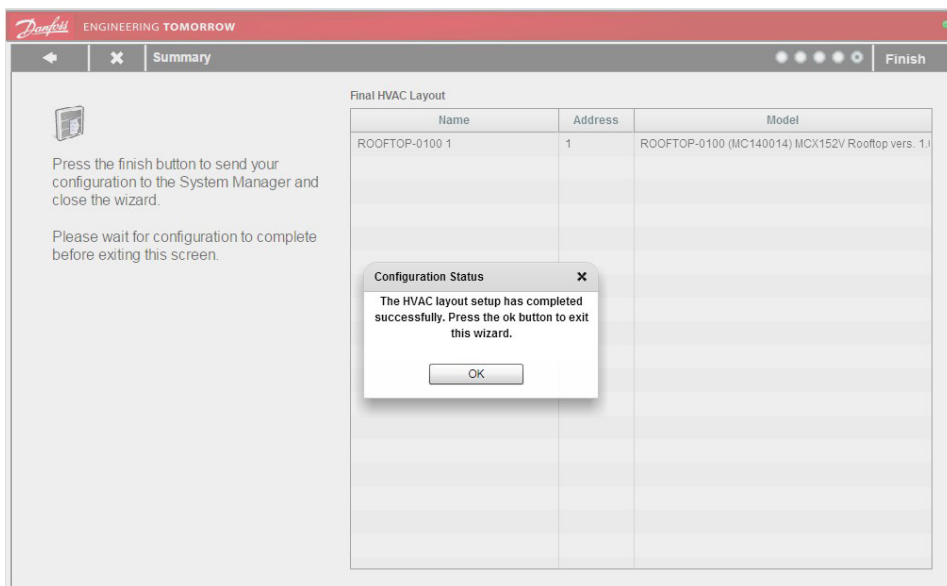 Danfoss ENGINEERING TOMORROW
Summary
Finish
Press the finish button to send your
configuration to the System Manager and
close the wizard.
Please wait for configuration to complete
before exiting this screen.
Final HVAC Layout
Name Address Model
ROOFTOP-0100 1 1 ROOFTOP-0100 (MC140014) MCX152V Rooftop vers. 1.
Configuration Status
The HVAC layout setup has completed
successfully. Press the ok button to exit
this wizard.
OK